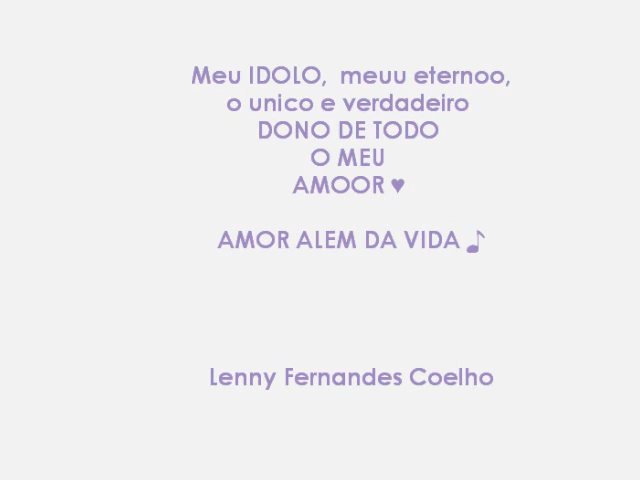 Meu IDOLO,  meuu eternoo,
o unico e verdadeiro
DONO DE TODO
O MEU
AMOOR ♥
AMOR ALEM DA VIDA ♪
Lenny Fernandes Coelho